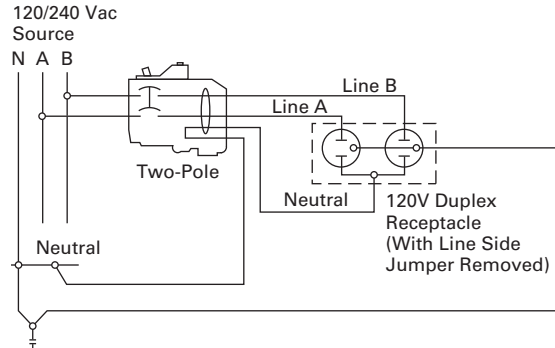 120/240 Vac
Source
N A B
Line B
Line A
Two-Pole
Neutral
120V Duplex
Receptacle
(With Line Side
Jumper Removed)
Neutral